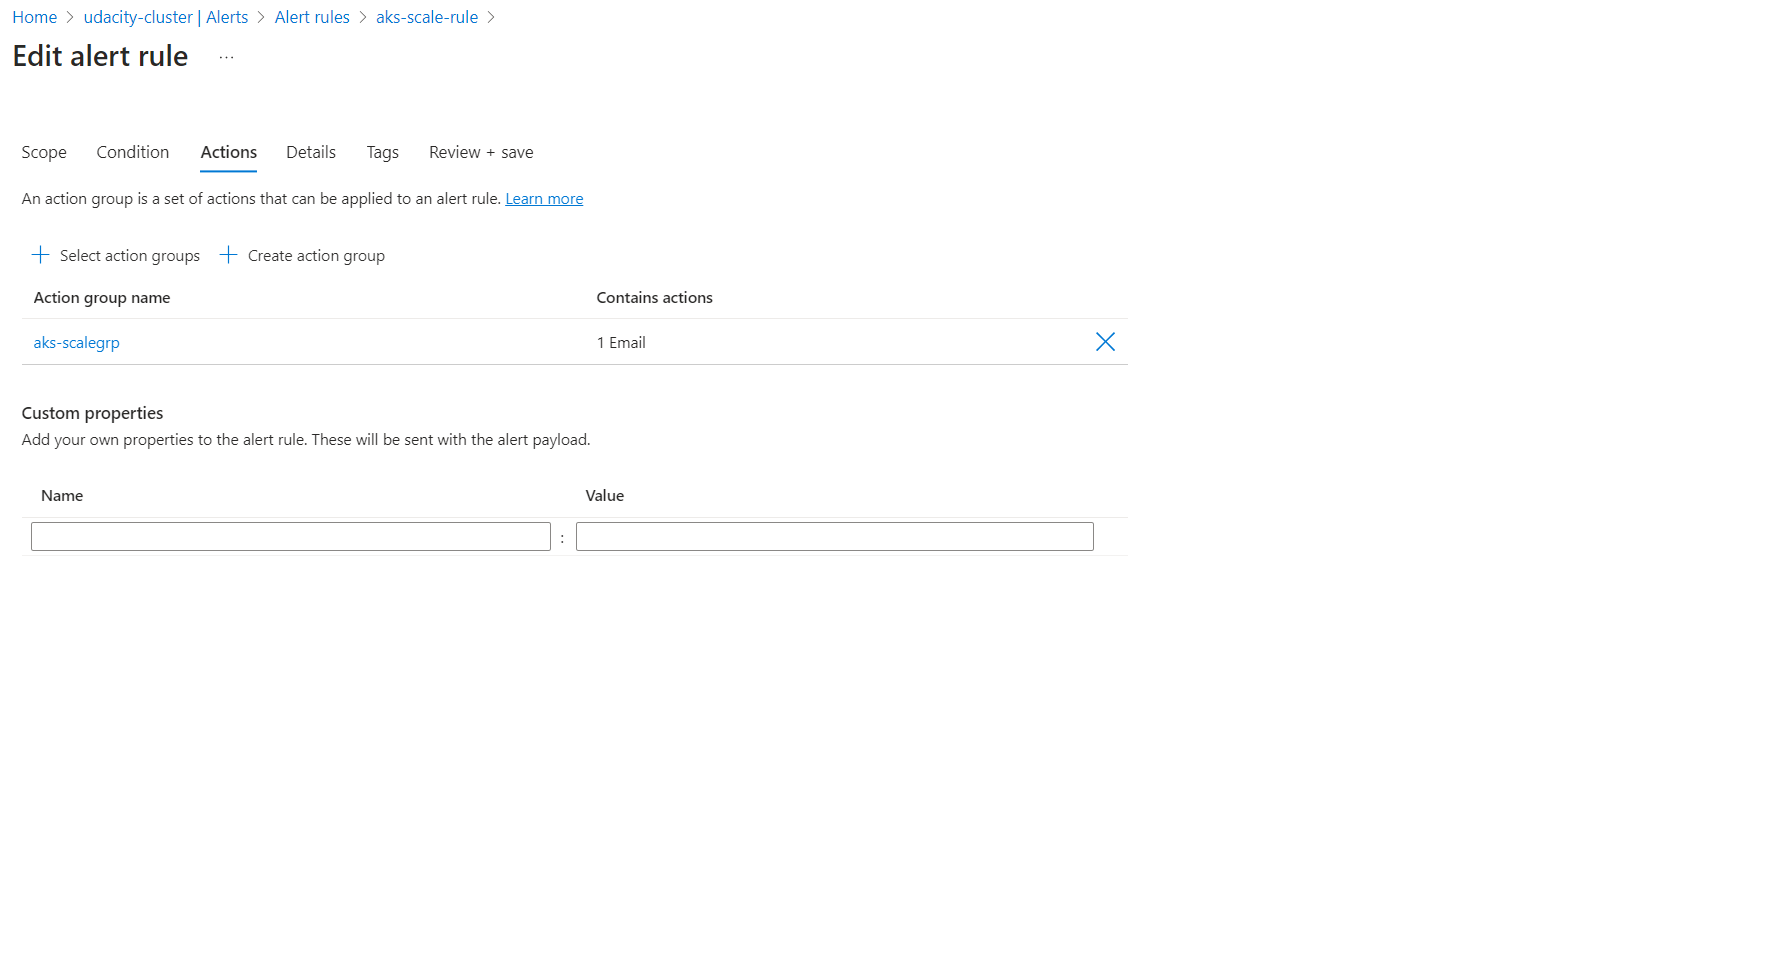 Home > udacity-cluster | Alerts > Alert rules > aks-scale-rule >
Edit alert rule ...
Scope Condition Actions Details Tags Review + save
An action group is a set of actions that can be applied to an alert rule. Learn more
+ Select action groups + Create action group
Action group name Contains actions
aks-scalegrp 1 Email
Custom properties
Add your own properties to the alert rule. These will be sent with the alert payload.
Name Value
: